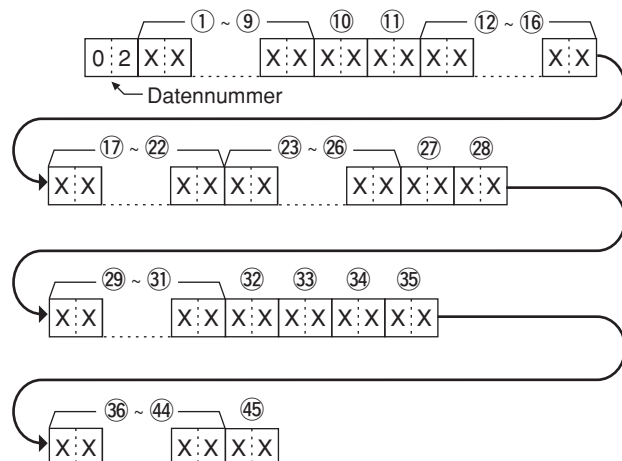 ① ~ ⑨ ⑩ ⑪ ⑫ ~ ⑯
0 2 X X X X X X X X X X X X
Datennummer
⑰ ~ ㉒ ㉓ ~ ㉖ ㉗ ㉘
X X X X X X X X X X X X
㉙ ~ ㉛ ㉜ ㉝ ㉞ ㉟
X X X X X X X X X X X X
㊱ ~ ㊹ ㊺
X X X X X X